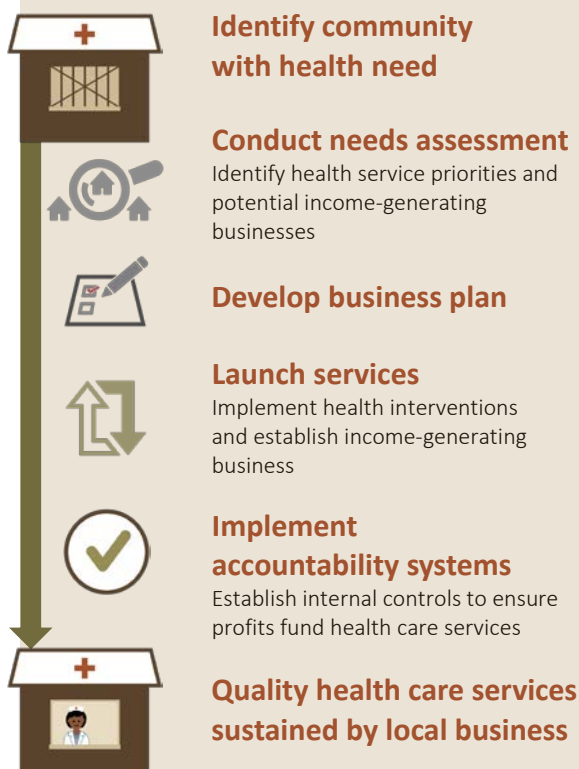 Identify community
with health need
Conduct needs assessment
Identify health service priorities and
potential income-generating
businesses
Develop business plan
Launch services
Implement health interventions
and establish income-generating
business
Implement
accountability systems
Establish internal controls to ensure
profits fund health care services
Quality health care services
sustained by local business